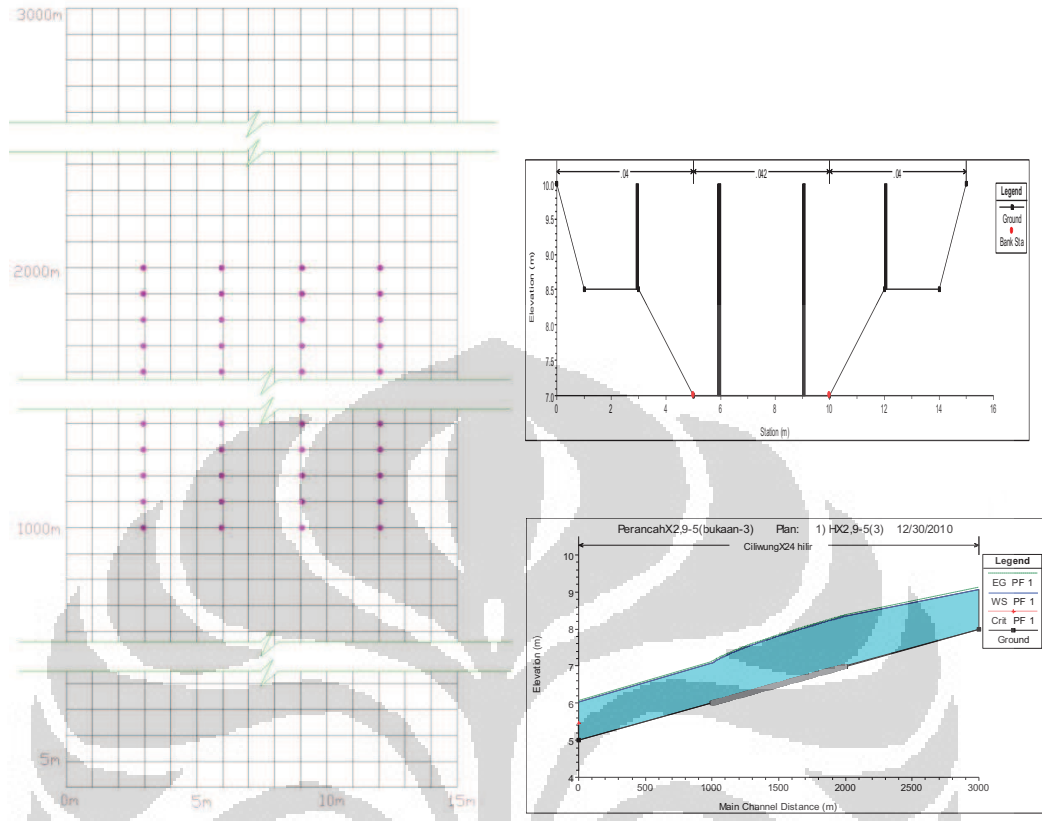 3000m
2000m
1000m
5m
0m 5m 10m 15m
.04 .042 .04
10.0
9.5
9.0
8.5
8.0
7.5
7.0
Elevation (m)
0 2 4 6 8 10 12 14 16
Station (m)
Legend
Ground
Bank Sta
PerancahX2,9-5(bukaan-3) Plan: 1) HX2,9-5(3) 12/30/2010
CiliwungX24 hilir
10
9
8
7
6
5
4
Elevation (m)
0 500 1000 1500 2000 2500 3000
Main Channel Distance (m)
Legend
EG PF 1
WS PF 1
Crit PF 1
Ground